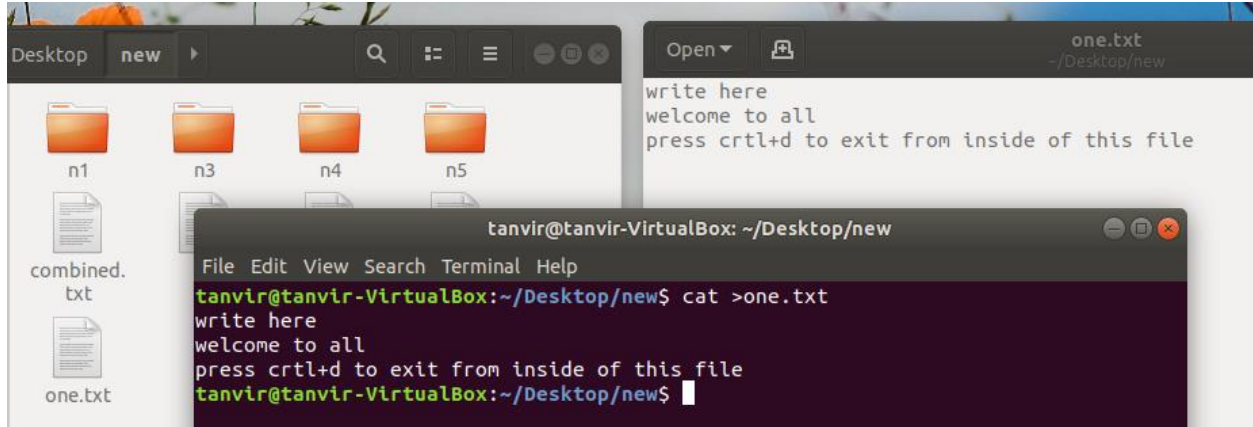 Desktop new
n1 n3 n4 n5
combined.
txt
one.txt
Open
one.txt
~/Desktop/new
write here
welcome to all
press crtl+d to exit from inside of this file
tanvir@tanvir-VirtualBox: ~/Desktop/new
File Edit View Search Terminal Help
tanvir@tanvir-VirtualBox:~/Desktop/new$ cat >one.txt
write here
welcome to all
press crtl+d to exit from inside of this file
tanvir@tanvir-VirtualBox:~/Desktop/new$